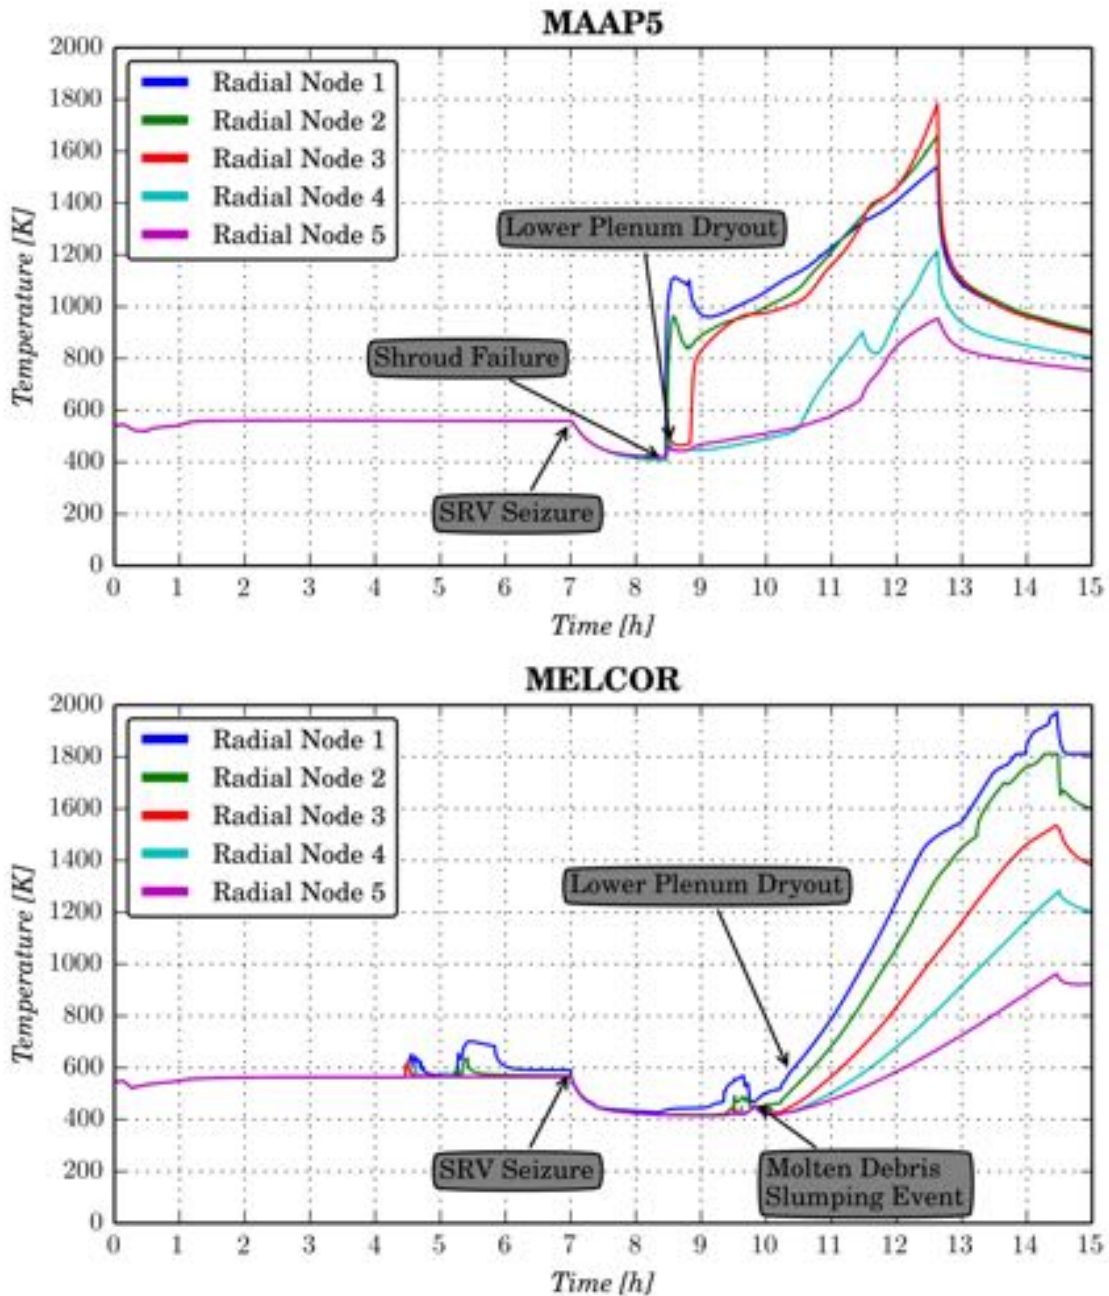 MAAP5
2000
1800
1600
1400
1200
1000
800
600
400
200
0
Temperature [K]
Radial Node 1
Radial Node 2
Radial Node 3
Radial Node 4
Radial Node 5
Lower Plenum Dryout
Shroud Failure
SRV Seizure
0 1 2 3 4 5 6 7 8 9 10 11 12 13 14 15
Time [h]
MELCOR
2000
1800
1600
1400
1200
1000
800
600
400
200
0
Temperature [K]
Radial Node 1
Radial Node 2
Radial Node 3
Radial Node 4
Radial Node 5
Lower Plenum Dryout
SRV Seizure
Molten Debris
Slumping Event
0 1 2 3 4 5 6 7 8 9 10 11 12 13 14 15
Time [h]